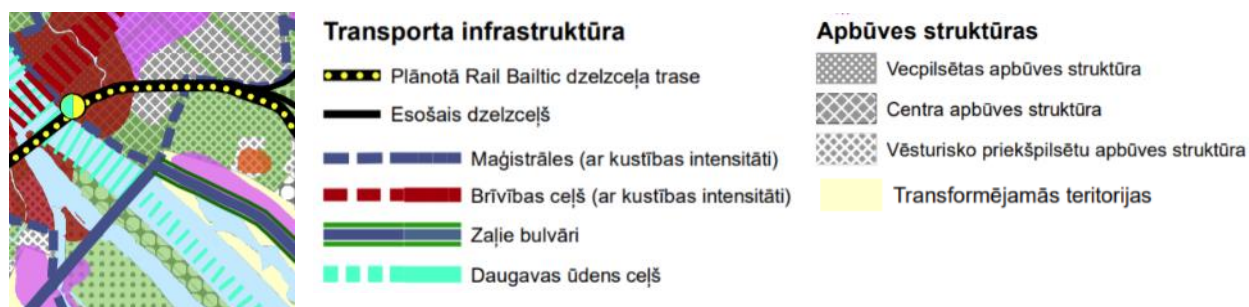 Transporta infrastruktūra
Plānotā Rail Bailtic dzelzceļa trase
Esošais dzelzceļš
Maģistrāles (ar kustības intensitāti)
Brīvības ceļš (ar kustības intensitāti)
Zaļie bulvāri
Daugavas ūdens ceļš
Apbūves struktūras
Vecpilsētas apbūves struktūra
Centra apbūves struktūra
Vēsturisko priekšpilsētu apbūves struktūra
Transformējamās teritorijas